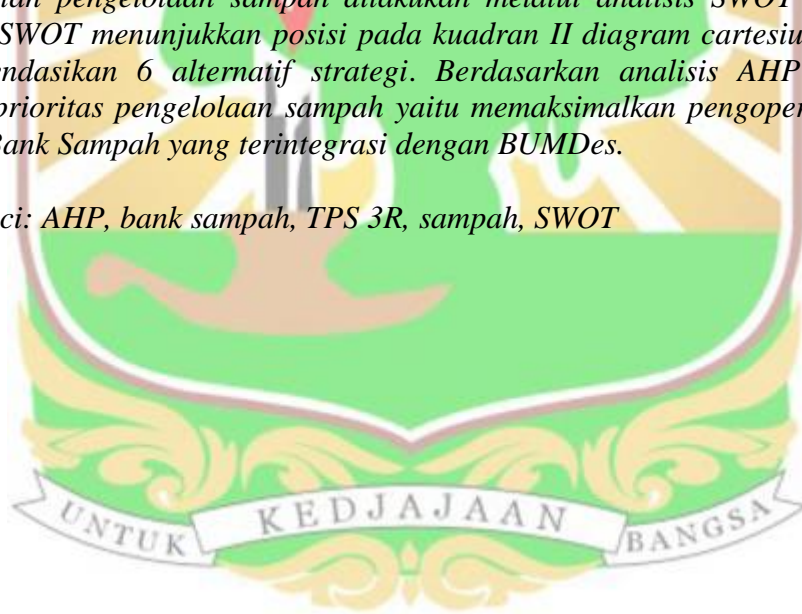 pengelolaan sampah dilakukan melalui analisis SWOT
SWOT menunjukkan posisi pada kuadran II diagram cartesiu
endasikan 6 alternatif strategi. Berdasarkan analisis AHP
prioritas pengelolaan sampah yaitu memaksimalkan pengoper
Bank Sampah yang terintegrasi dengan BUMDes.
ci: AHP, bank sampah, TPS 3R, sampah, SWOT
UNTUK KEDJAJAAN BANGSA